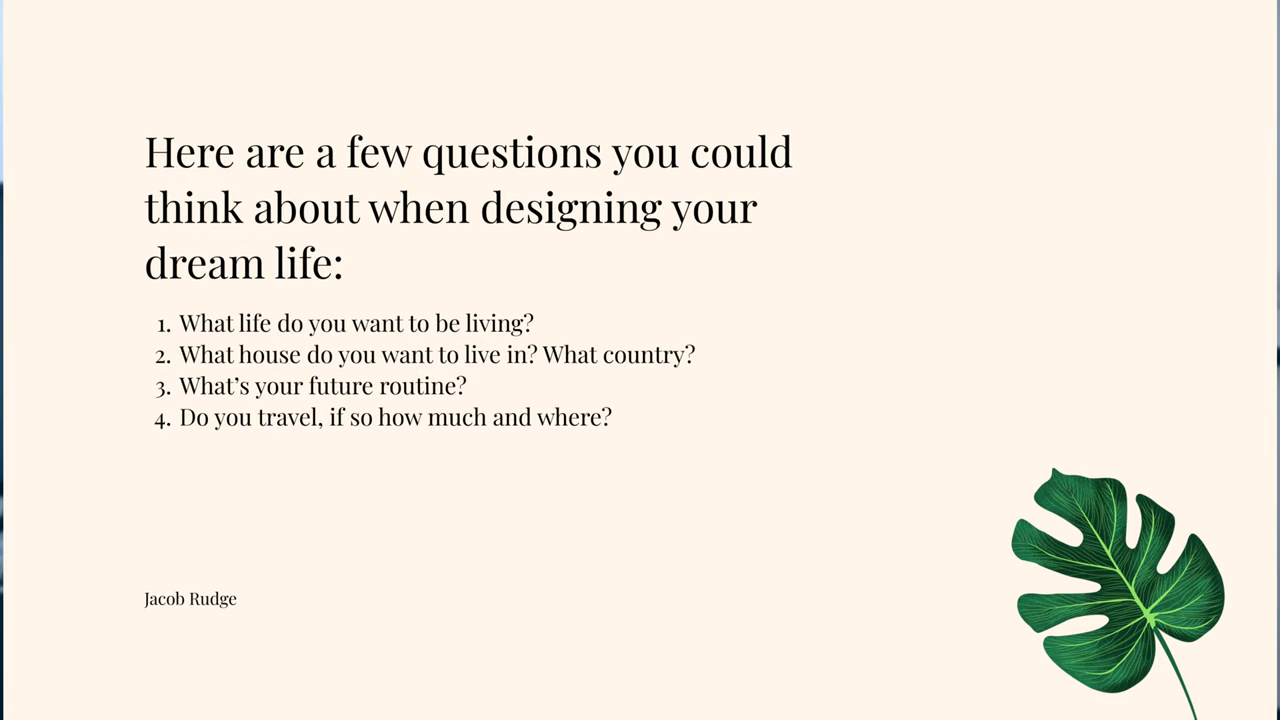 Here are a few questions you could
think about when designing your
dream life:
1. What life do you want to be living?
2. What house do you want to live in? What country?
3. What’s your future routine?
4. Do you travel, if so how much and where?
Jacob Rudge